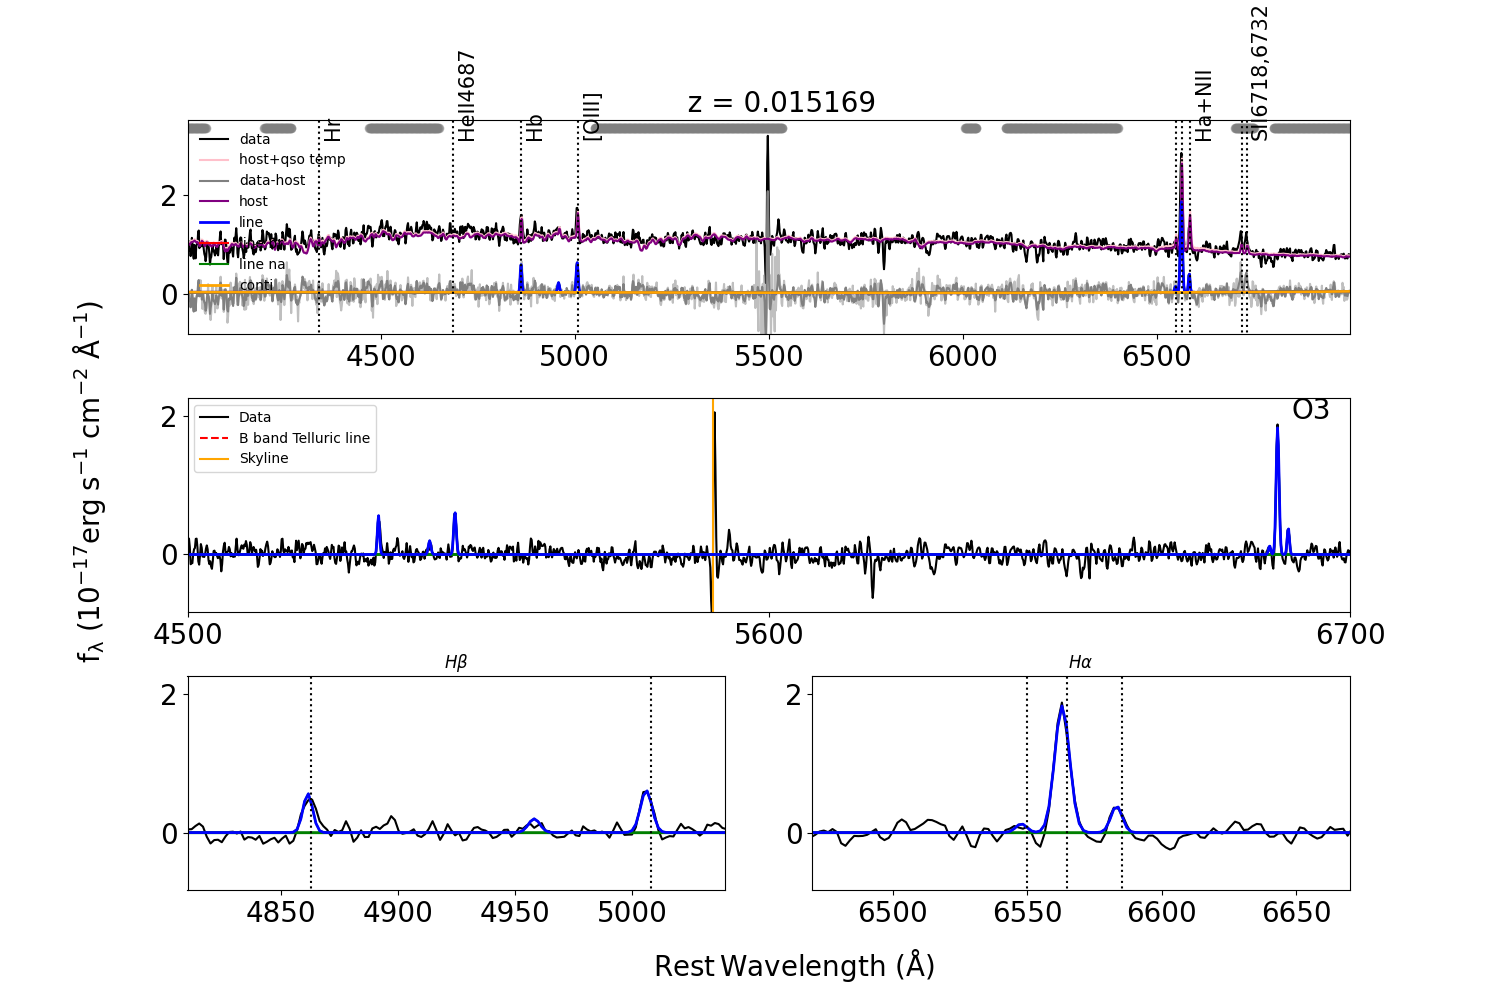 z = 0.015169
Hr
HeII4687
Hb
[OIII]
Ha+NII
SII6718,6732
data
host+qso temp
data-host
host
line
line na
conti
2
0
4500 5000 5500 6000 6500
fλ (10−17erg s−1 cm−2 Å−1)
O3
Data
B band Telluric line
Skyline
2
0
4500 5600 6700
Hβ
2
0
4850 4900 4950 5000
Hα
2
0
6500 6550 6600 6650
Rest Wavelength (Å)